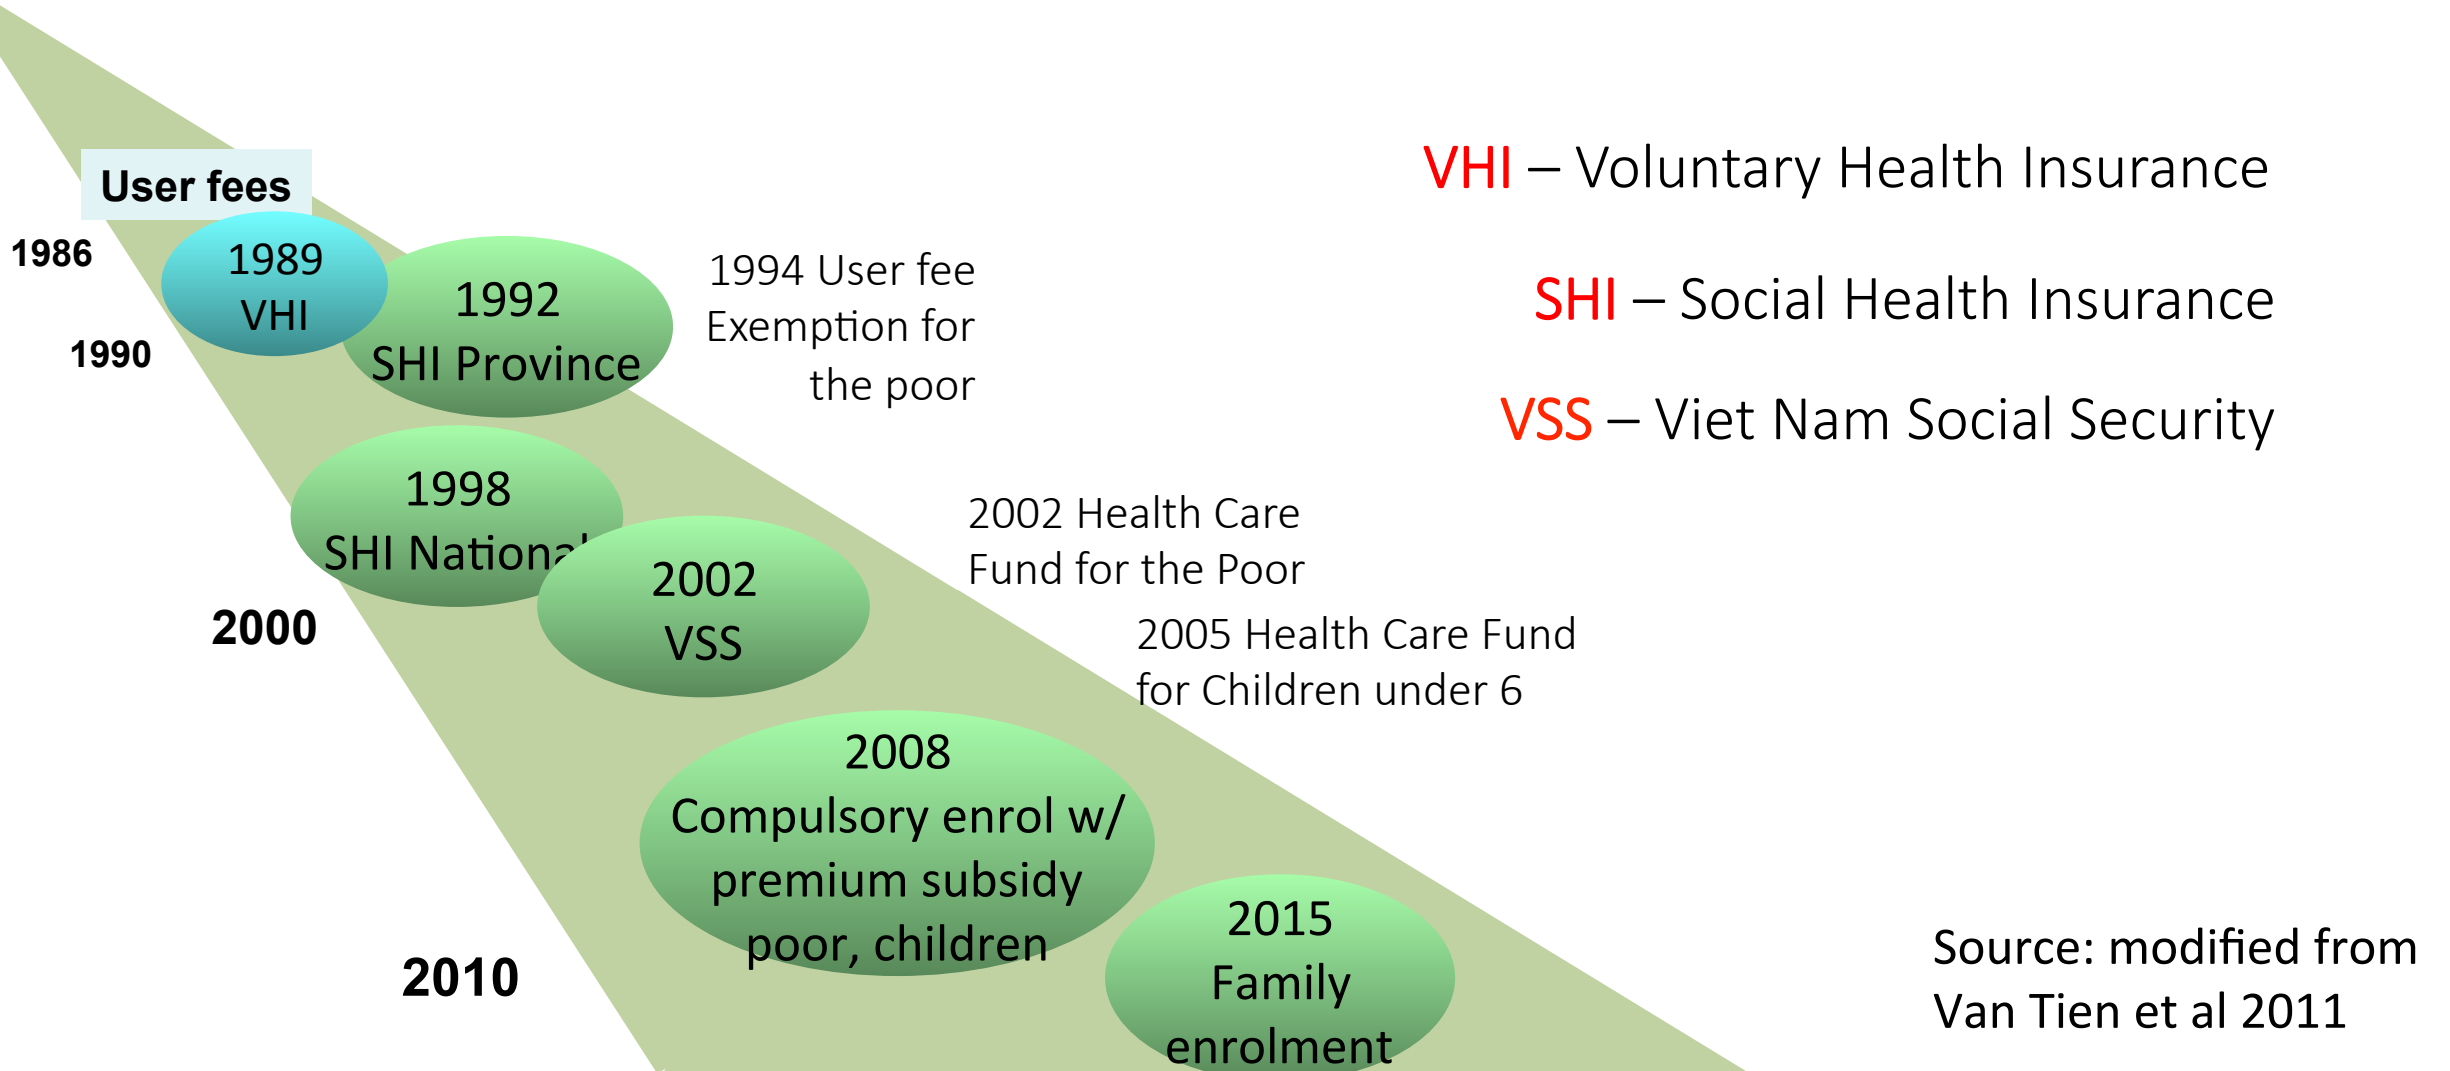 User fees
1986
1989
VHI
1990
1992
SHI Province
1994 User fee
Exemption for
the poor
VHI – Voluntary Health Insurance
SHI – Social Health Insurance
VSS – Viet Nam Social Security
1998
SHI National
2000
2002
VSS
2002 Health Care
Fund for the Poor
2005 Health Care Fund
for Children under 6
2008
Compulsory enrol w/
premium subsidy
poor, children
2010
2015
Family
enrolment
Source: modified from
Van Tien et al 2011